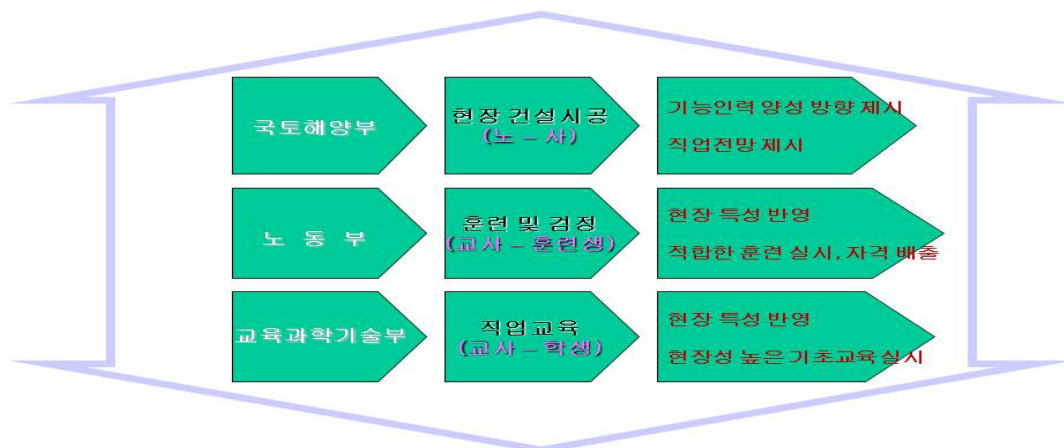 국토해양부
현장 건설시공
(노 – 사)
기능인력 양성 방향 제시
직업전망 제시
노 동 부
훈련 및 검정
(교사 – 훈련생)
현장 특성 반영
적합한 훈련 실시, 자격 배출
교육과학기술부
직업교육
(교사 – 학생)
현장 특성 반영
현장성 높은 기초교육실시